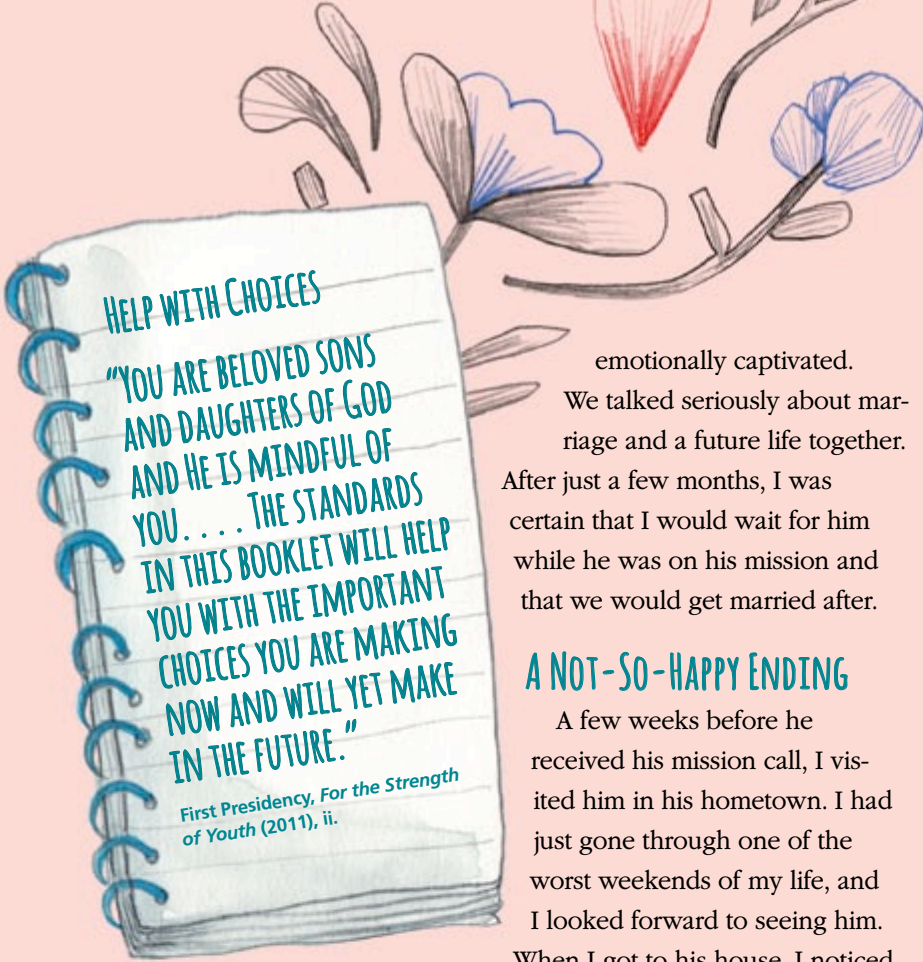 Help with Choices
“You are beloved sons
and daughters of God
and He is mindful of
you. . . . The standards
in this booklet will help
you with the important
choices you are making
now and will yet make
in the future.”
First Presidency, For the Strength
of Youth (2011), ii.
emotionally captivated.
We talked seriously about mar-
riage and a future life together.
After just a few months, I was
certain that I would wait for him
while he was on his mission and
that we would get married after.
A Not-So-Happy Ending
A few weeks before he
received his mission call, I vis-
ited him in his hometown. I had
just gone through one of the
worst weekends of my life, and
I looked forward to seeing him.
When I got to his house, I noticed